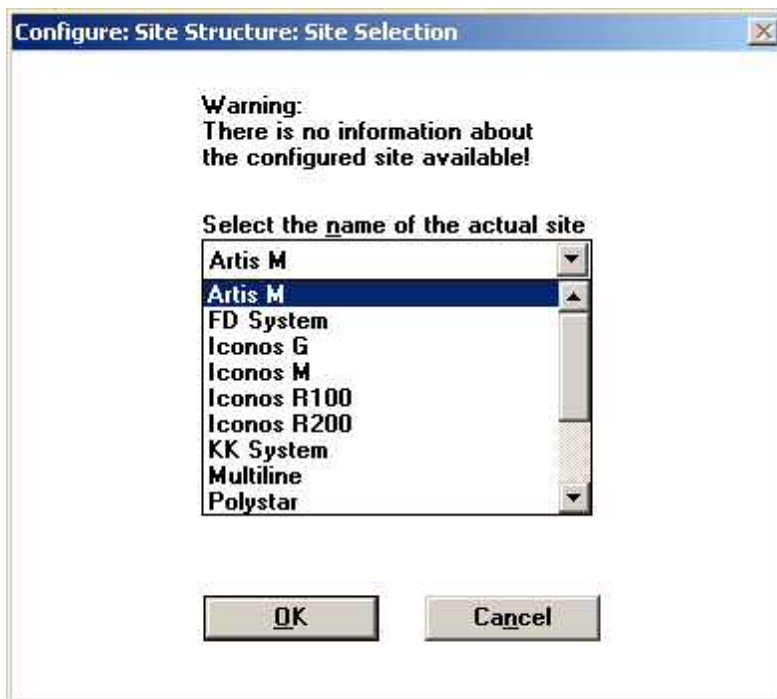 Configure: Site Structure: Site Selection
Warning:
There is no information about
the configured site available!
Select the name of the actual site
Artis M
Artis M
FD System
Iconos G
Iconos M
Iconos R100
Iconos R200
KK System
Multiline
Polystar
OK
Cancel